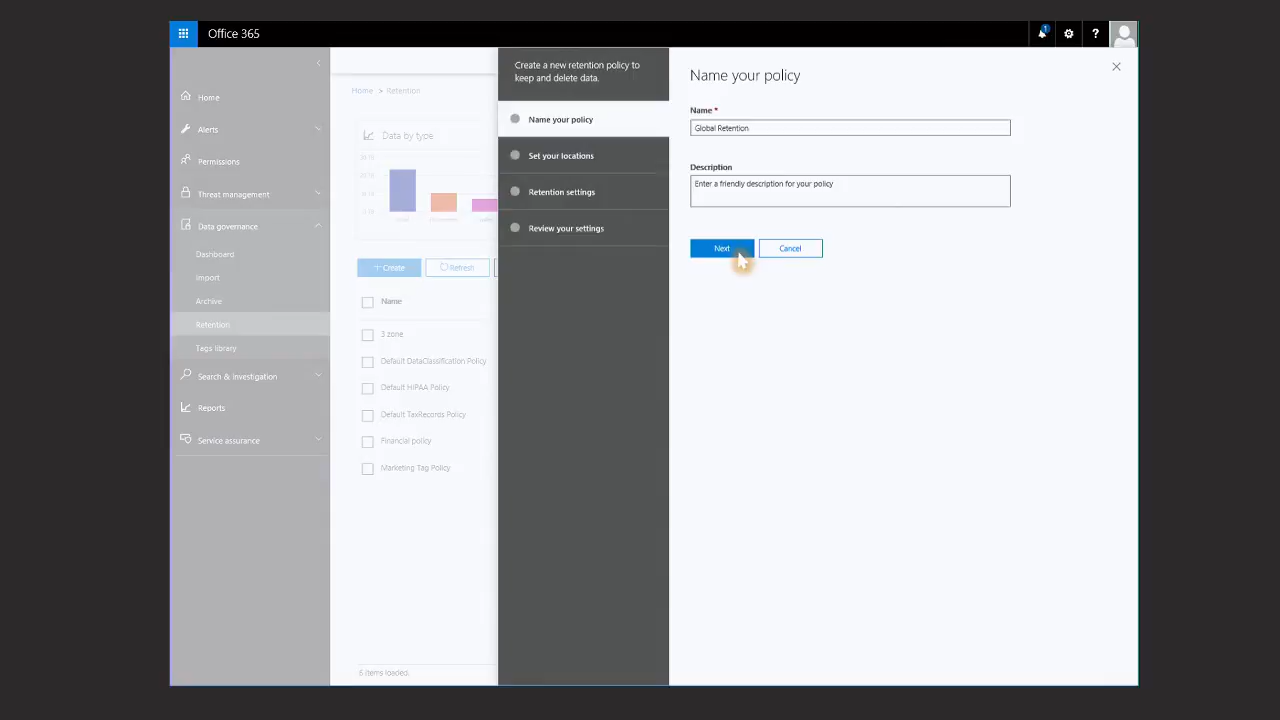 Office 365
1
Create a new retention policy to
keep and delete data.
Name your policy
Set your locations
Retention settings
Review your settings
Name your policy
Name *
Global Retention
Description
Enter a friendly description for your policy
Next
Cancel
Home
Alerts
Permissions
Threat management
Data governance
Dashboard
Import
Archive
Retention
Tags library
Search & investigation
Reports
Service assurance
Home > Retention
Data by type
+ Create
Refresh
Name
3 zone
Default DataClassification Policy
Default HIPAA Policy
Default TaxRecords Policy
Financial policy
Marketing Tag Policy
items loaded.